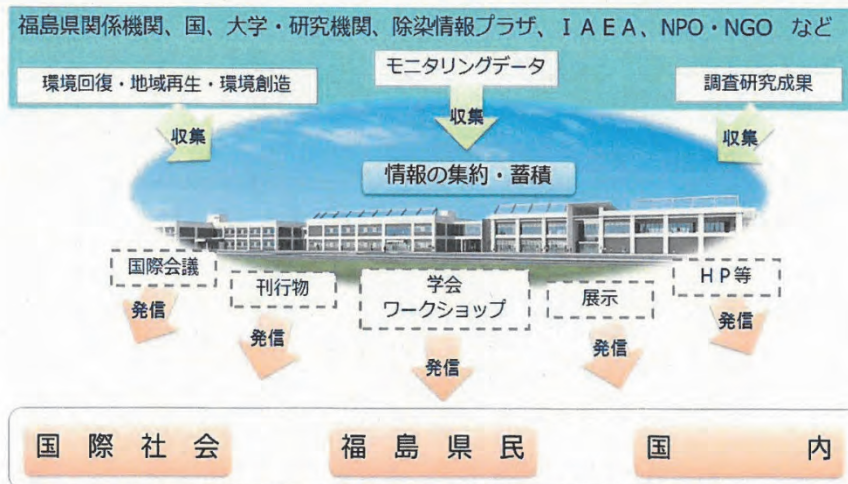 福島県関係機関、国、大学・研究機関、除染情報プラザ、ＩＡＥＡ、NPO・NGO など
環境回復・地域再生・環境創造
モニタリングデータ
調査研究成果
収集
収集
収集
情報の集約・蓄積
国際会議
刊行物
学会
ワークショップ
展示
ＨＰ等
発信
発信
発信
発信
発信
国際社会
福島県民
国内